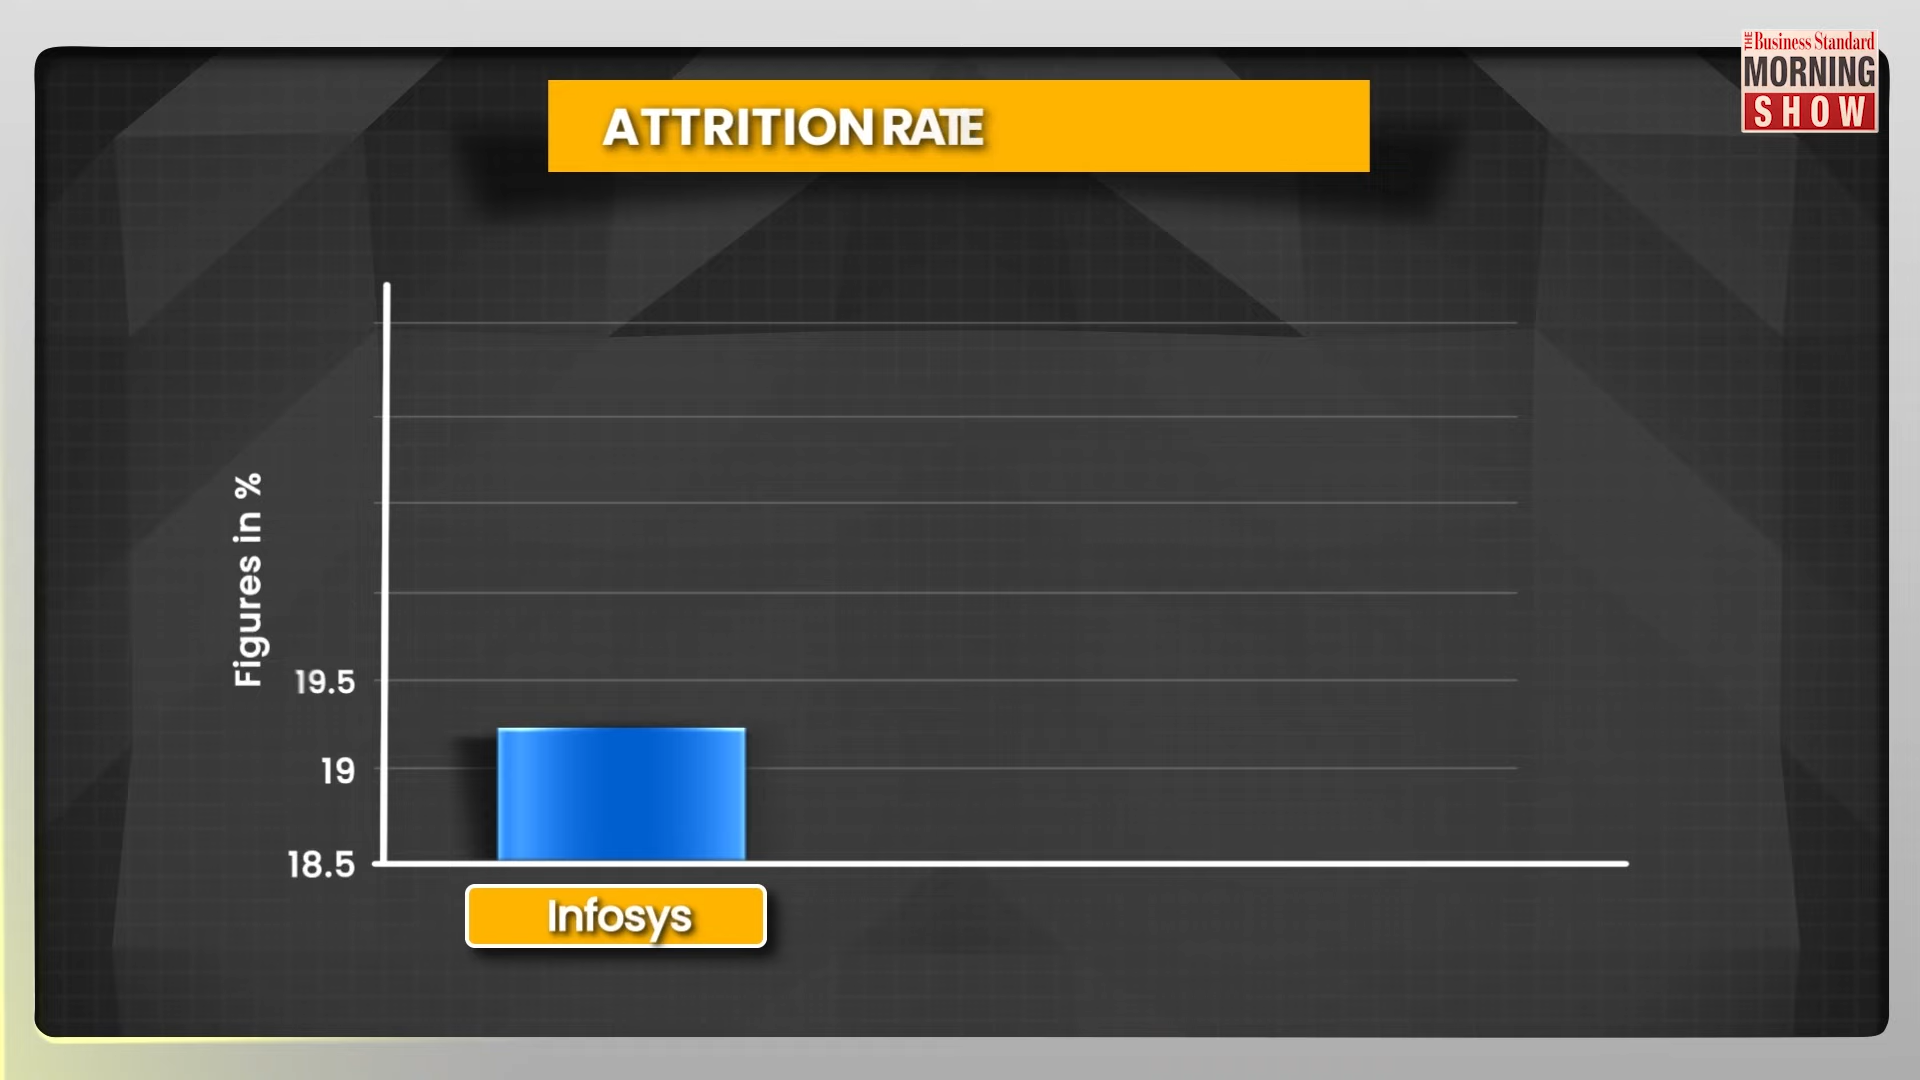 THE Business Standard
MORNING
SHOW
ATTRITION RATE
Figures in %
19.5
19
18.5
Infosys